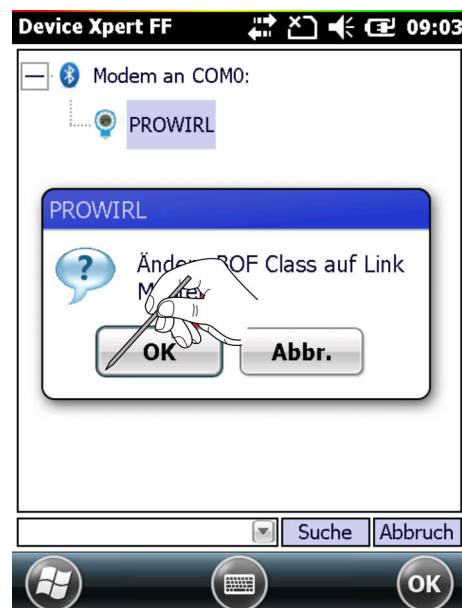 Device Xpert FF 09:03
Modem an COM0:
PROWIRL
PROWIRL
OF Class auf Link
OK Abbr.
Suche Abbruch
OK